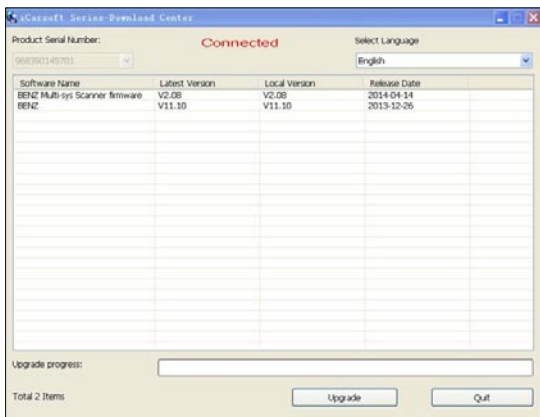 iCarsoft Series-Download Center
Product Serial Number: Connected Select Language
968390145701 English
Software Name Latest Version Local Version Release Date
BENZ Multi-sys Scanner firmware V2.08 V2.08 2014-04-14
BENZ V11.10 V11.10 2013-12-26
Upgrade progress:
Total 2 Items Upgrade Quit